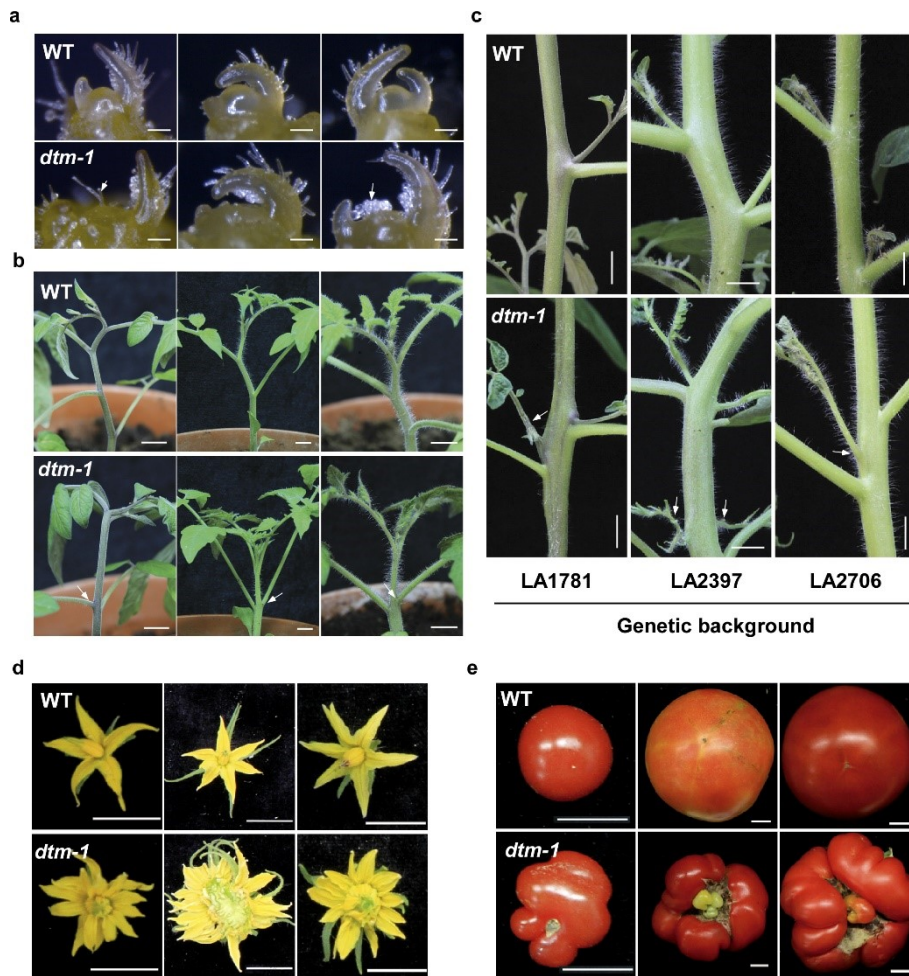 a
WT
dtm-1
b
WT
dtm-1
c
WT
dtm-1
LA1781 LA2397 LA2706
Genetic background
d
WT
dtm-1
e
WT
dtm-1